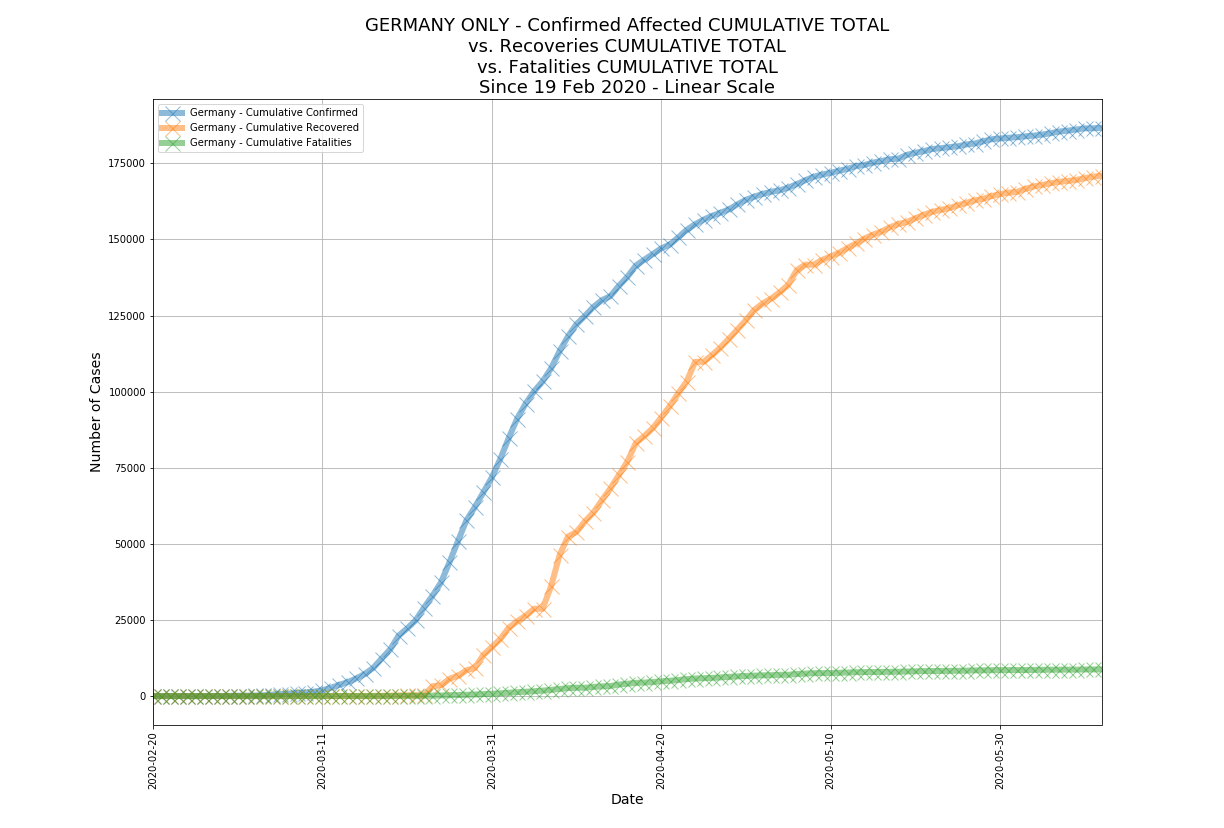 GERMANY ONLY - Confirmed Affected CUMULATIVE TOTAL
vs. Recoveries CUMULATIVE TOTAL
vs. Fatalities CUMULATIVE TOTAL
Since 19 Feb 2020 - Linear Scale
Germany - Cumulative Confirmed
Germany - Cumulative Recovered
Germany - Cumulative Fatalities
175000
150000
125000
100000
75000
50000
25000
0
Number of Cases
2020-02-20
2020-03-11
2020-03-31
2020-04-20
2020-05-10
2020-05-30
Date